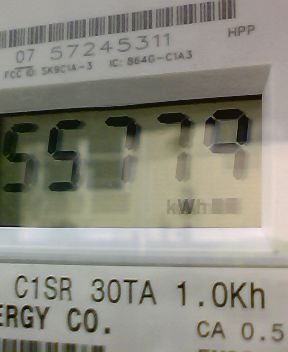 07 57245311
HPP
FCC ID: SK9C1A-3 IC: 864G-C1A3
55779
kWh
C1SR 30TA 1.0Kh
ERGY CO.
CA 0.5